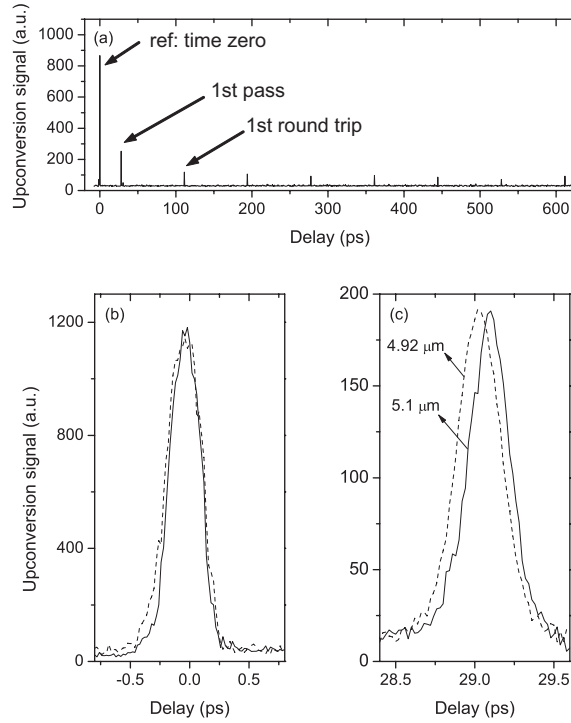 Upconversion signal (a.u.)
1000
800
600
400
200
0
(a)
ref: time zero
1st pass
1st round trip
0
100
200
300
400
500
600
Delay (ps)
Upconversion signal (a.u.)
1200
800
400
0
(b)
-0.5
0.0
0.5
Delay (ps)
200
150
100
50
0
(c)
4.92 μm
5.1 μm
28.5
29.0
29.5
Delay (ps)